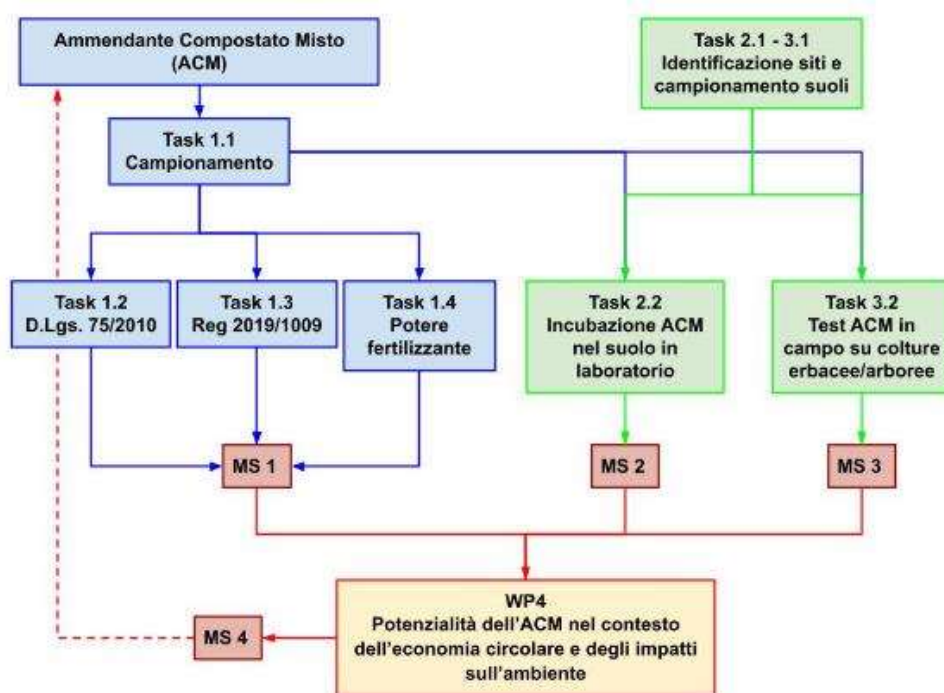 Ammendante Compostato Misto
(ACM)
Task 2.1 - 3.1
Identificazione siti e
campionamento suoli
Task 1.1
Campionamento
Task 1.2
D.Lgs. 75/2010
Task 1.3
Reg 2019/1009
Task 1.4
Potere
fertilizzante
Task 2.2
Incubazione ACM
nel suolo in
laboratorio
Task 3.2
Test ACM in
campo su colture
erbacee/arboree
MS 1
MS 2
MS 3
WP4
Potenzialità dell'ACM nel contesto
dell'economia circolare e degli impatti
sull'ambiente
MS 4